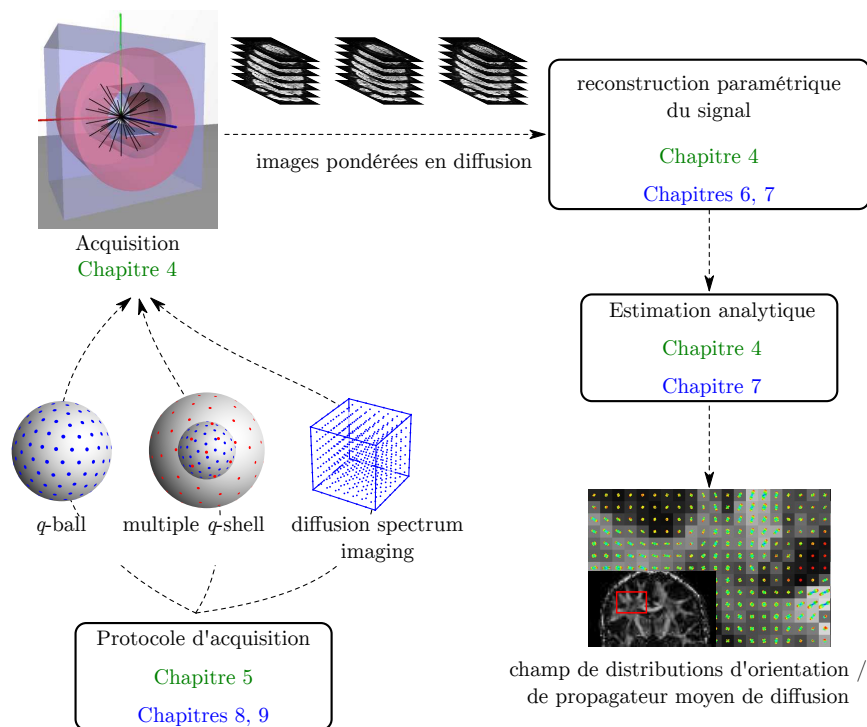 reconstruction paramétrique
du signal
Chapitre 4
Chapitres 6, 7
images pondérées en diffusion
Acquisition
Chapitre 4
Estimation analytique
Chapitre 4
Chapitre 7
q-ball
multiple q-shell
diffusion spectrum
imaging
Protocole d'acquisition
Chapitre 5
Chapitres 8, 9
champ de distributions d'orientation /
de propagateur moyen de diffusion